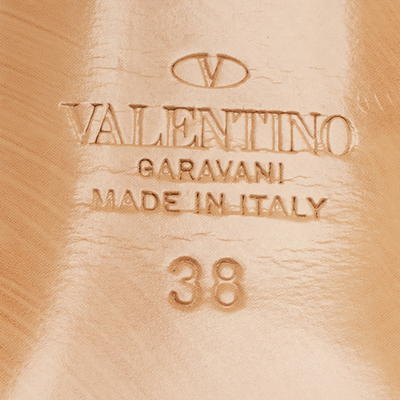 V
VALENTINO
GARAVANI
MADE IN ITALY
38